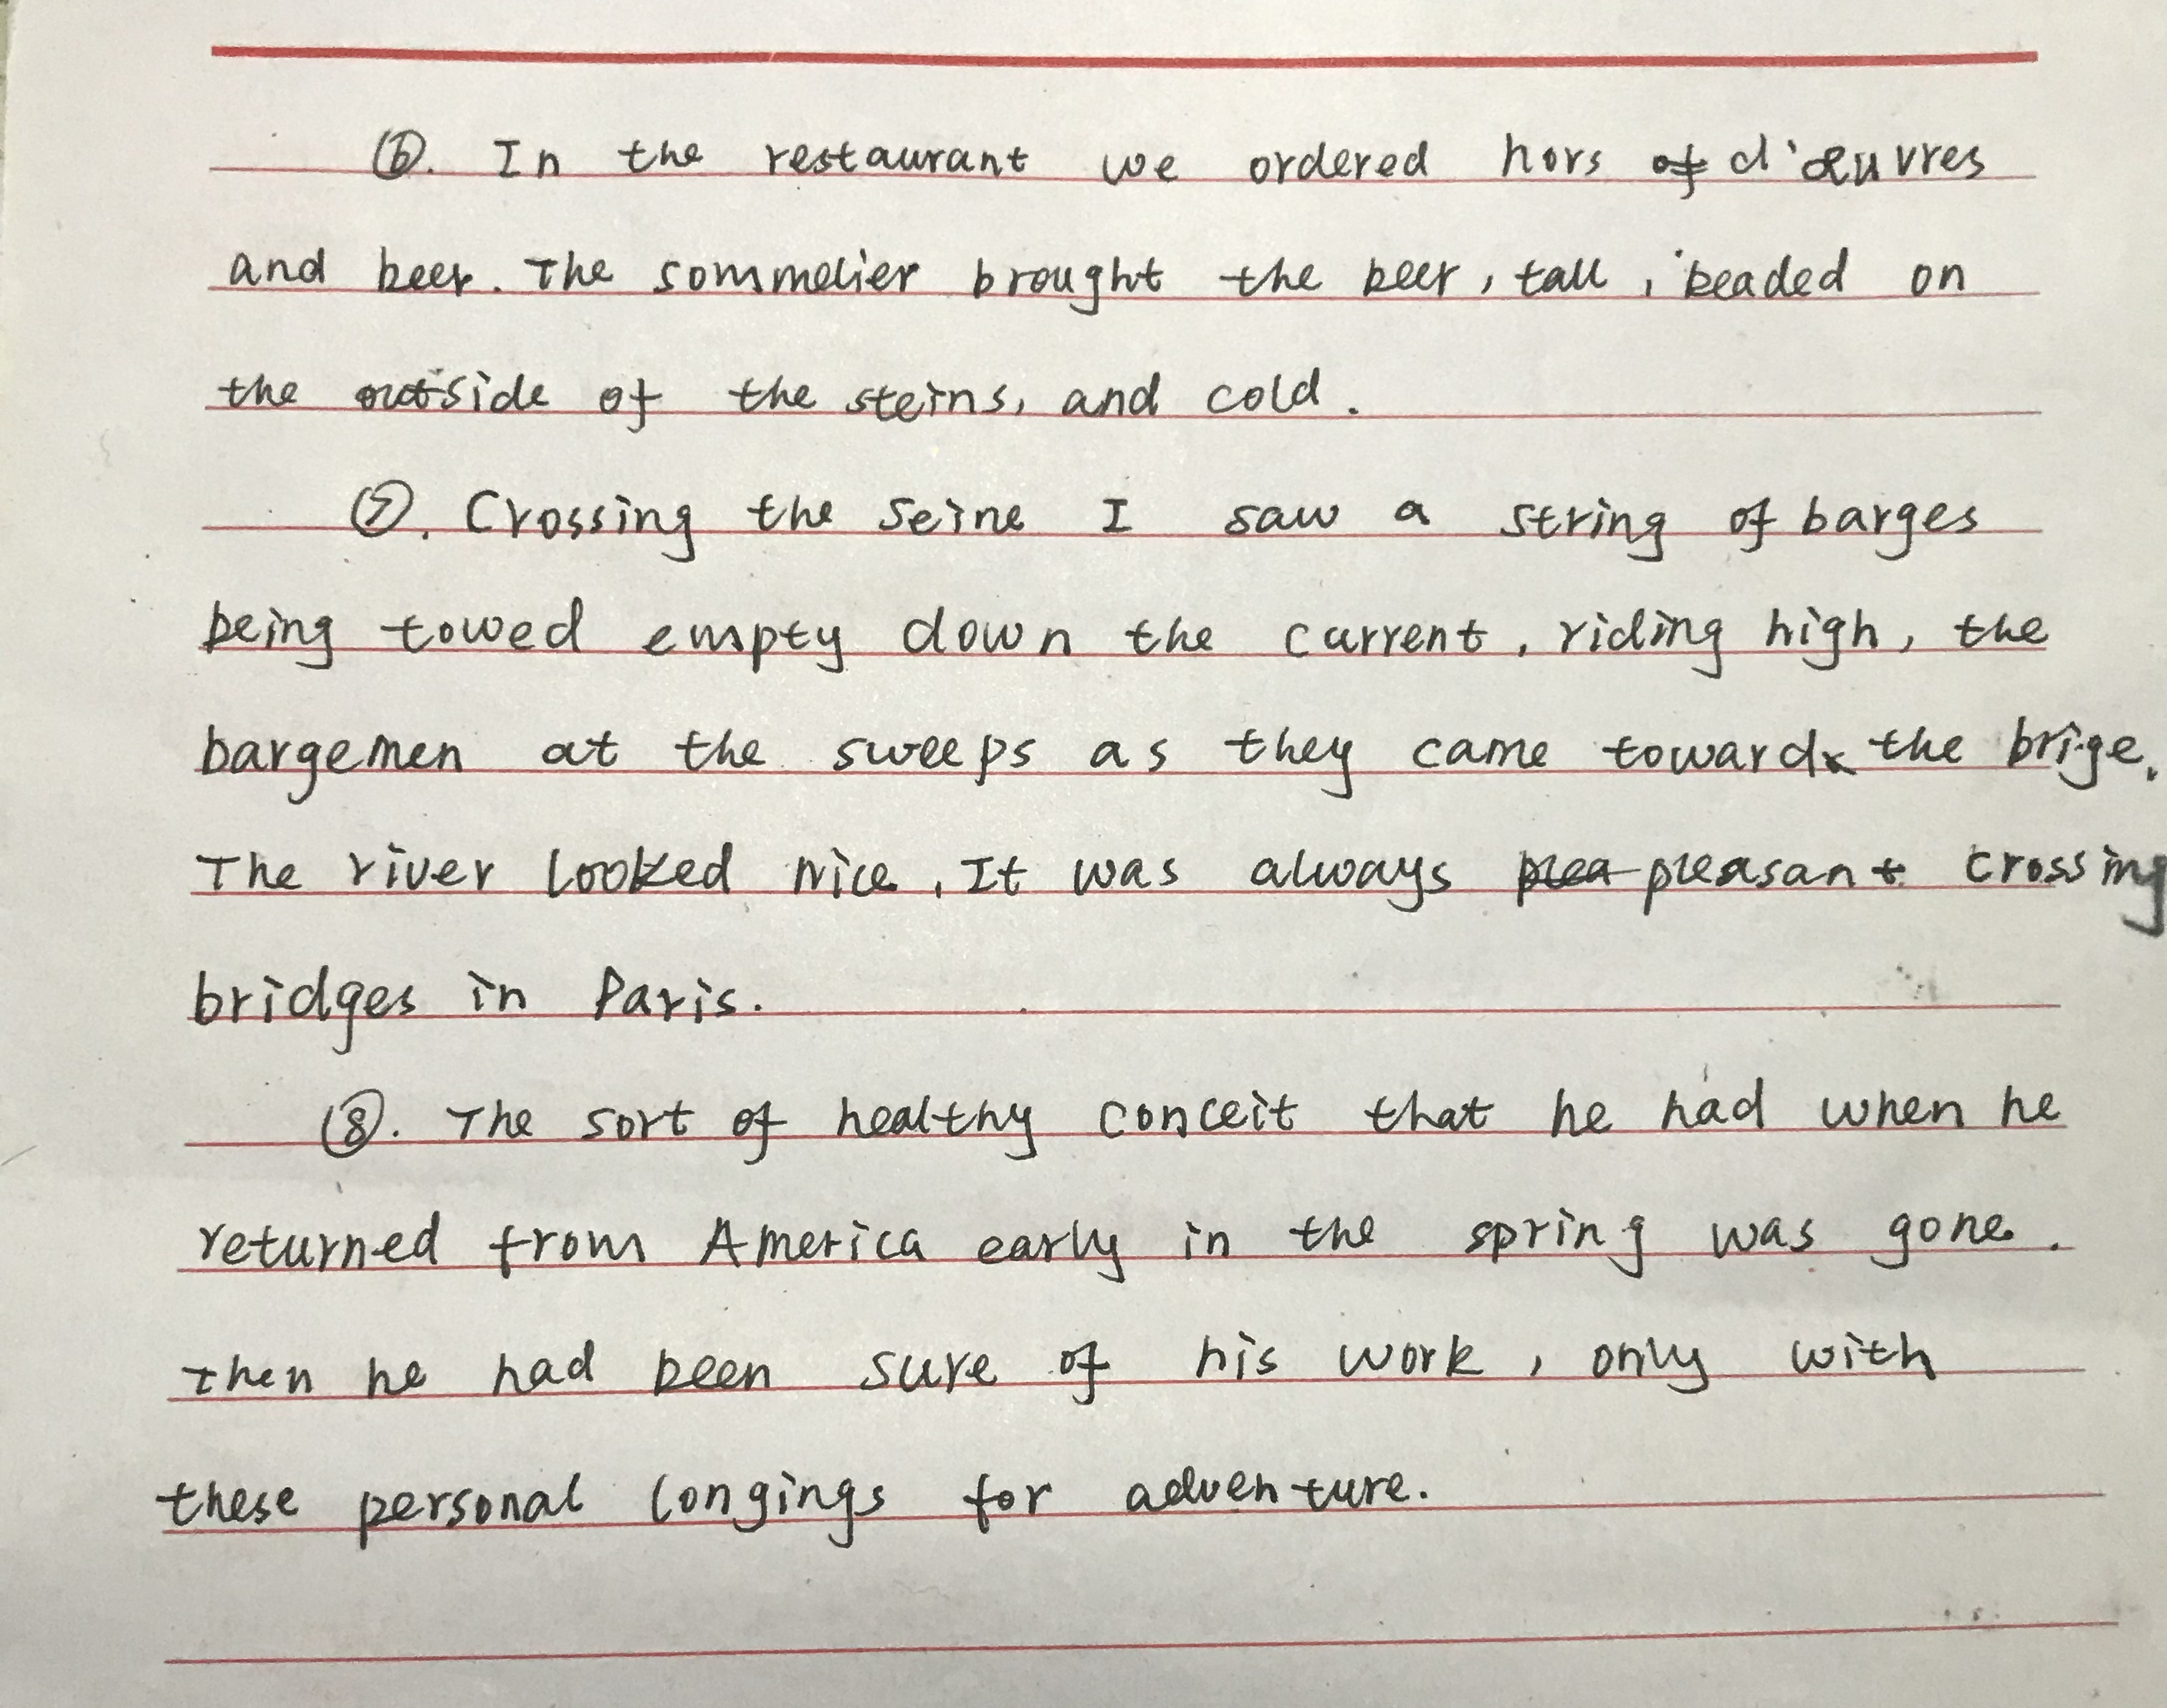 ⑥. In the restaurant we ordered hors d'œuvres
and beer. The sommelier brought the beer, tall, beaded on
the outside of the steins, and cold.
⑦. Crossing the Seine I saw a string of barges
being towed empty down the current, riding high, the
bargemen at the sweeps as they came toward the brige.
The river looked nice. It was always pleasant crossing
bridges in Paris.
⑧. The sort of healthy conceit that he had when he
returned from America early in the spring was gone.
Then he had been sure of his work, only with
these personal longings for adventure.